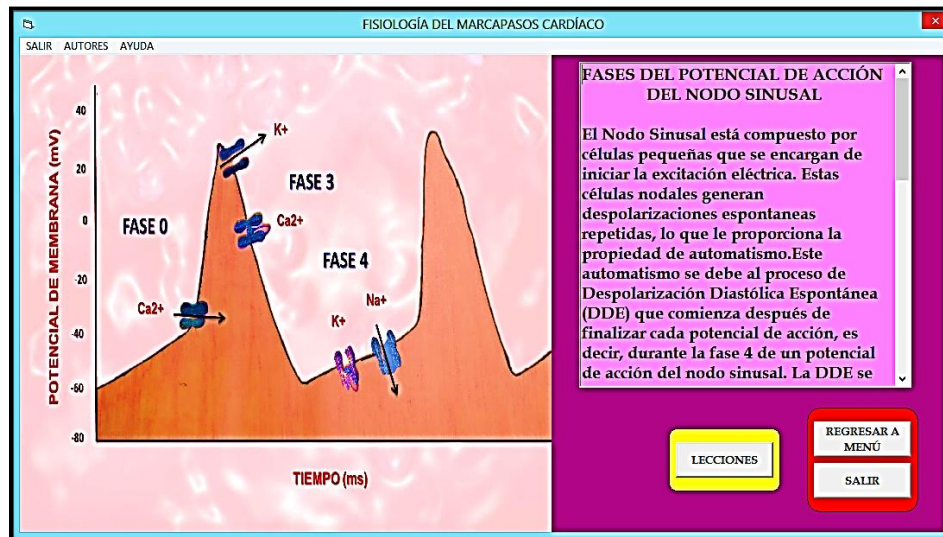 FISIOLOGÍA DEL MARCAPASOS CARDÍACO
SALIR AUTORES AYUDA
POTENCIAL DE MEMBRANA (mV)
40
20
0
-20
-40
-60
-80
K+
FASE 3
FASE 0
Ca2+
FASE 4
Ca2+
Na+
K+
TIEMPO (ms)
FASES DEL POTENCIAL DE ACCIÓN
DEL NODO SINUSAL
El Nodo Sinusal está compuesto por
células pequeñas que se encargan de
iniciar la excitación eléctrica. Estas
células nodales generan
despolarizaciones espontaneas
repetidas, lo que le proporciona la
propiedad de automatismo.Este
automatismo se debe al proceso de
Despolarización Diastólica Espontánea
(DDE) que comienza después de
finalizar cada potencial de acción, es
decir, durante la fase 4 de un potencial
de acción del nodo sinusal. La DDE se
LECCIONES
REGRESAR A
MENÚ
SALIR